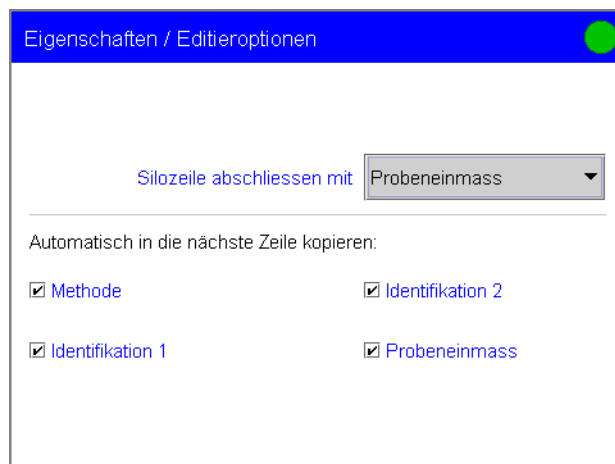 Eigenschaften / Editieroptionen
Silozeile abschliessen mit Probeneinmass
Automatisch in die nächste Zeile kopieren:
Methode Identifikation 2
Identifikation 1 Probeneinmass